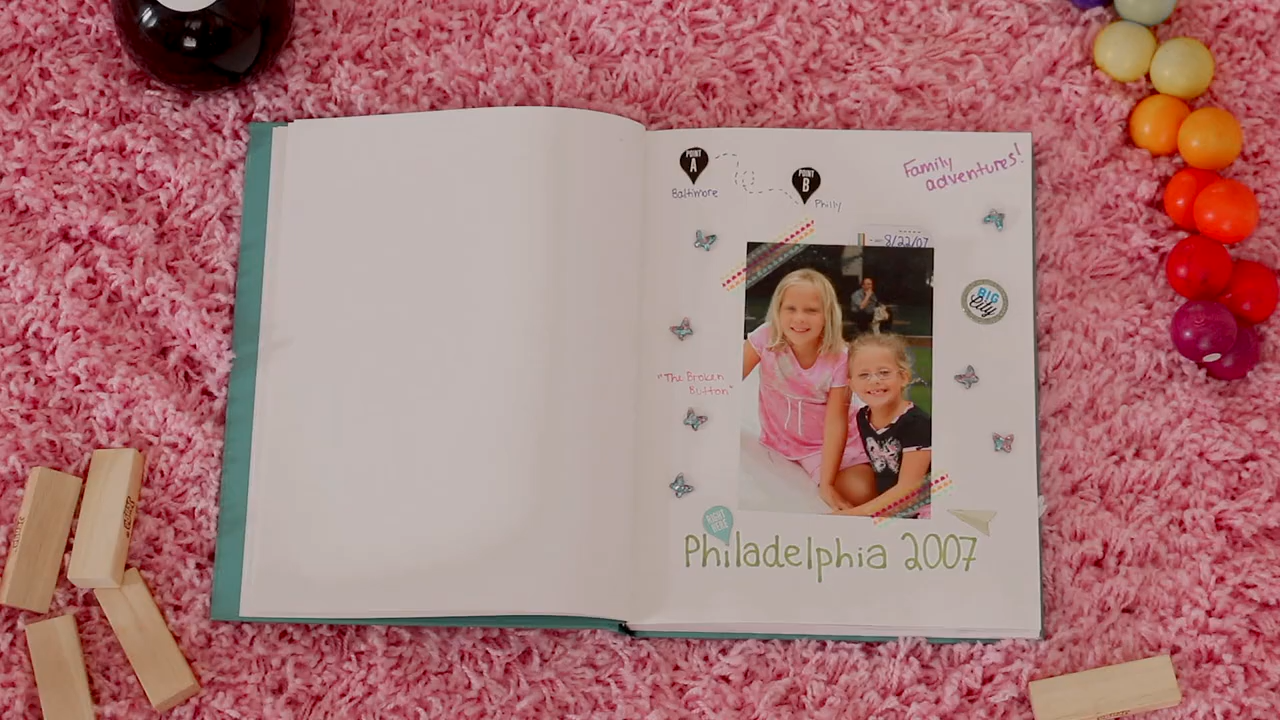 POINT
A
Baltimore
POINT
B
Philly
Family
adventures!
8/22/07
BIG
City
"The Broken
Button"
RIGHT
HERE
Philadelphia 2007